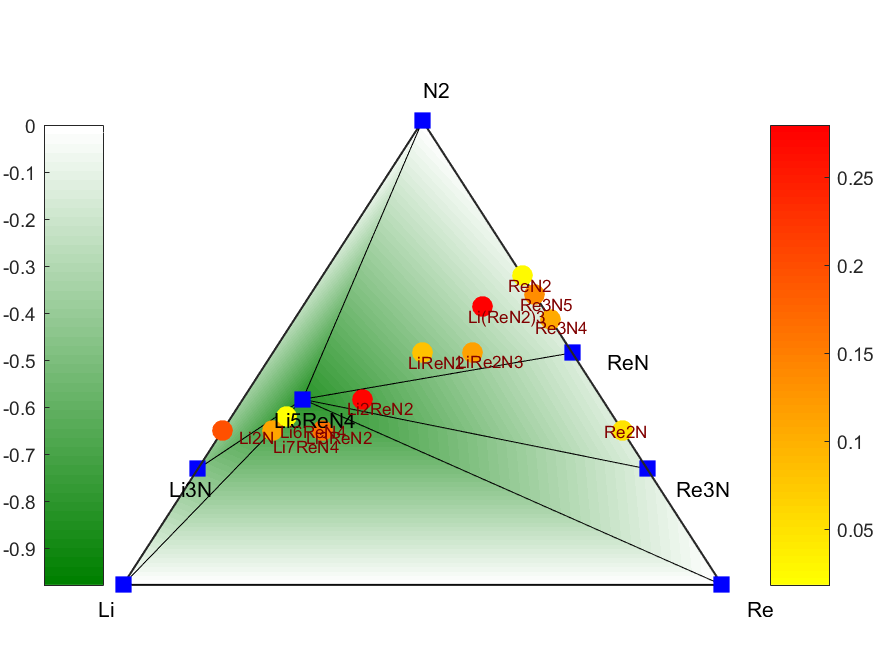 N2
0
-0.1
-0.2
-0.3
-0.4
-0.5
-0.6
-0.7
-0.8
-0.9
0.25
0.2
0.15
0.1
0.05
ReN2
Re3N5
Li(ReN2)3
Re3N4
LiReN2
LiRe2N3
ReN
Li2ReN2
Li5ReN4
Re2N
Li2N
Li6ReN4
Li3ReN2
Li7ReN4
Li3N
Re3N
Li
Re